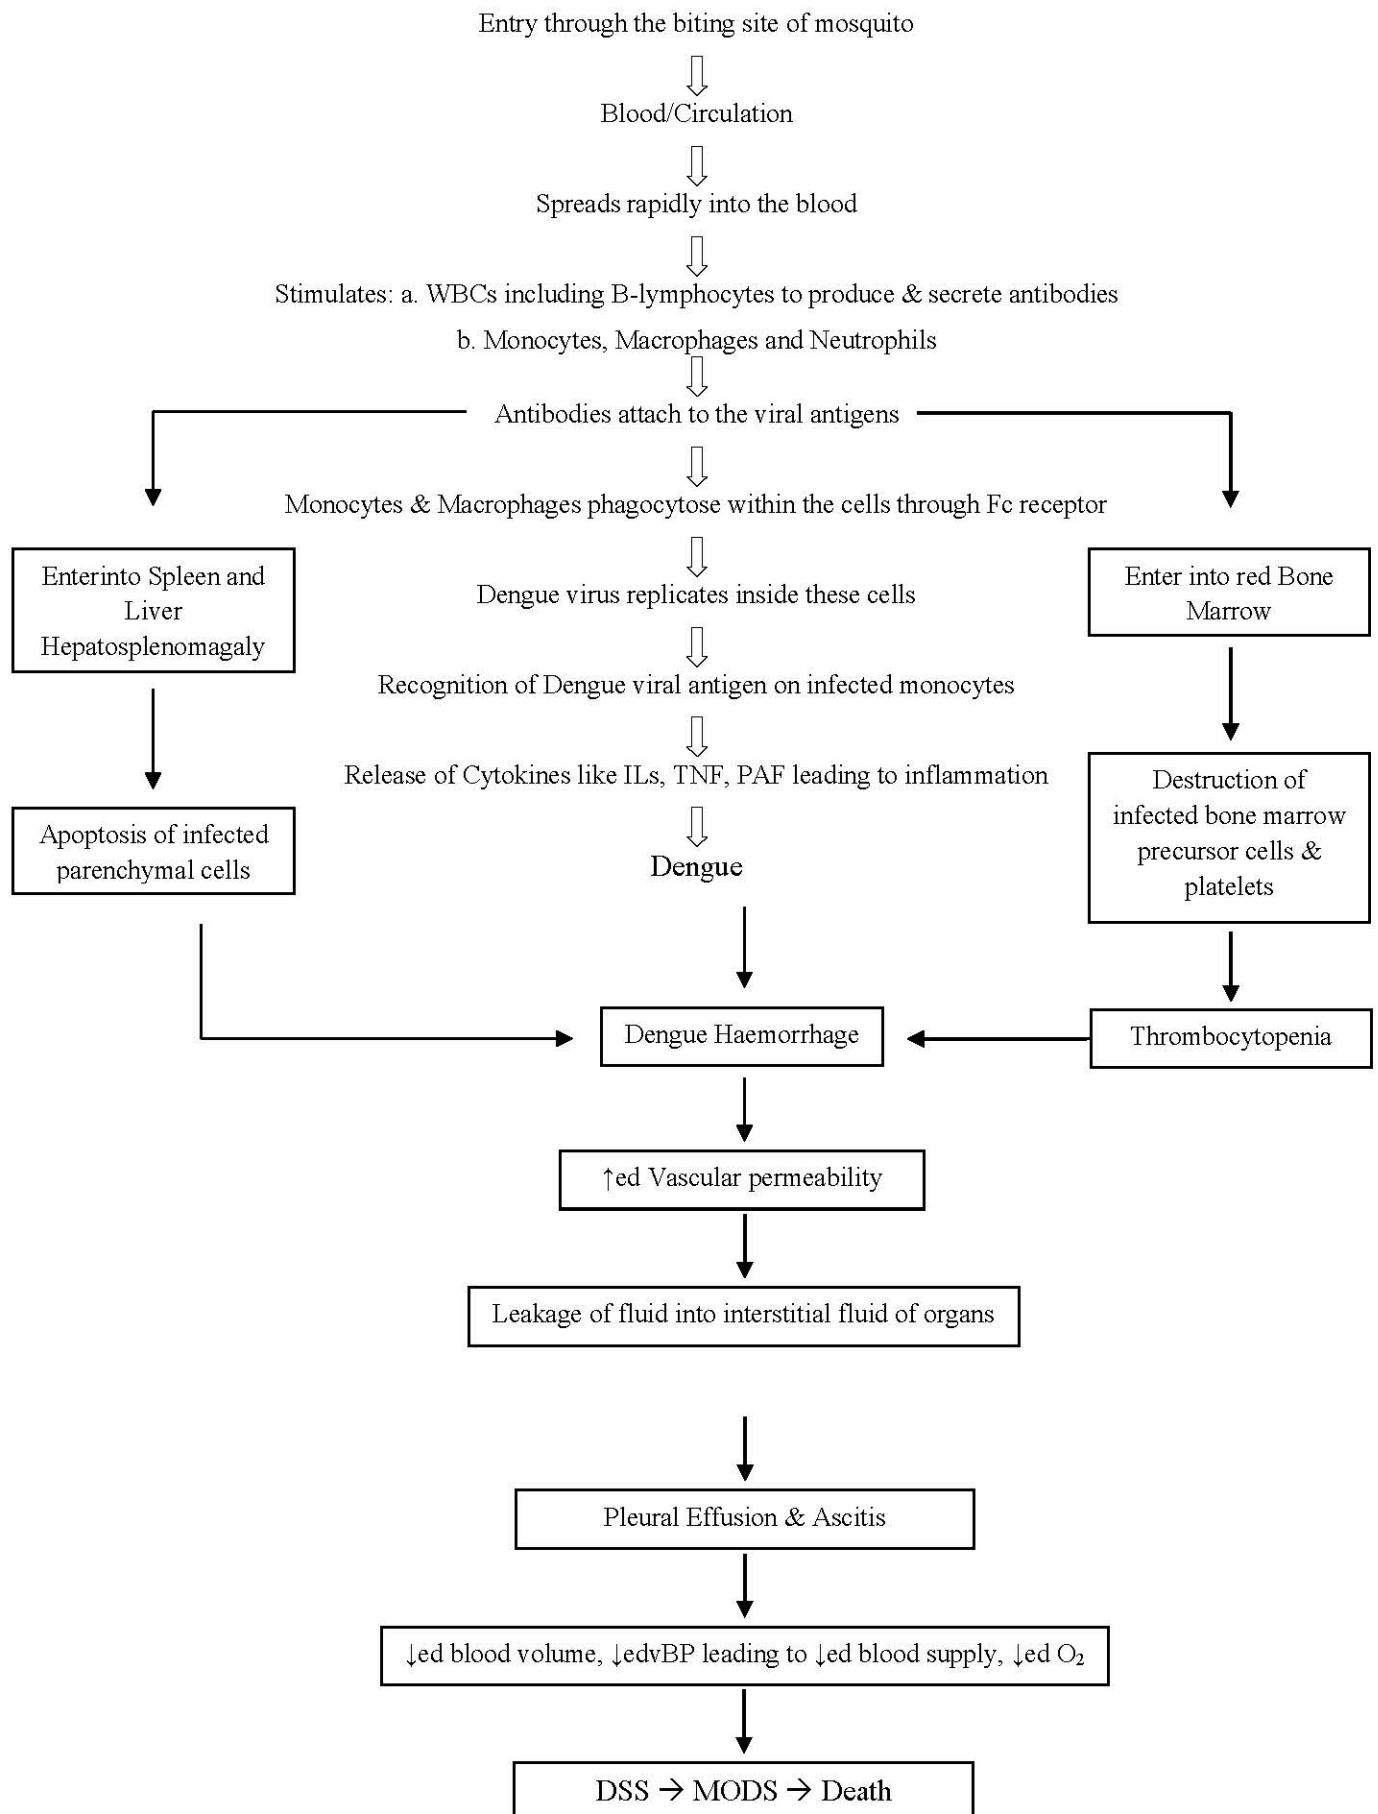 Entry through the biting site of mosquito
Blood/Circulation
Spreads rapidly into the blood
Stimulates: a. WBCs including B-lymphocytes to produce & secrete antibodies
b. Monocytes, Macrophages and Neutrophils
Antibodies attach to the viral antigens
Monocytes & Macrophages phagocytose within the cells through Fc receptor
Enterinto Spleen and
Liver
Hepatosplenomagaly
Dengue virus replicates inside these cells
Enter into red Bone
Marrow
Recognition of Dengue viral antigen on infected monocytes
Release of Cytokines like ILs, TNF, PAF leading to inflammation
Apoptosis of infected
parenchymal cells
Dengue
Destruction of
infected bone marrow
precursor cells &
platelets
Dengue Haemorrhage
Thrombocytopenia
↑ed Vascular permeability
Leakage of fluid into interstitial fluid of organs
Pleural Effusion & Ascitis
↓ed blood volume, ↓edvBP leading to ↓ed blood supply, ↓ed O₂
DSS → MODS → Death